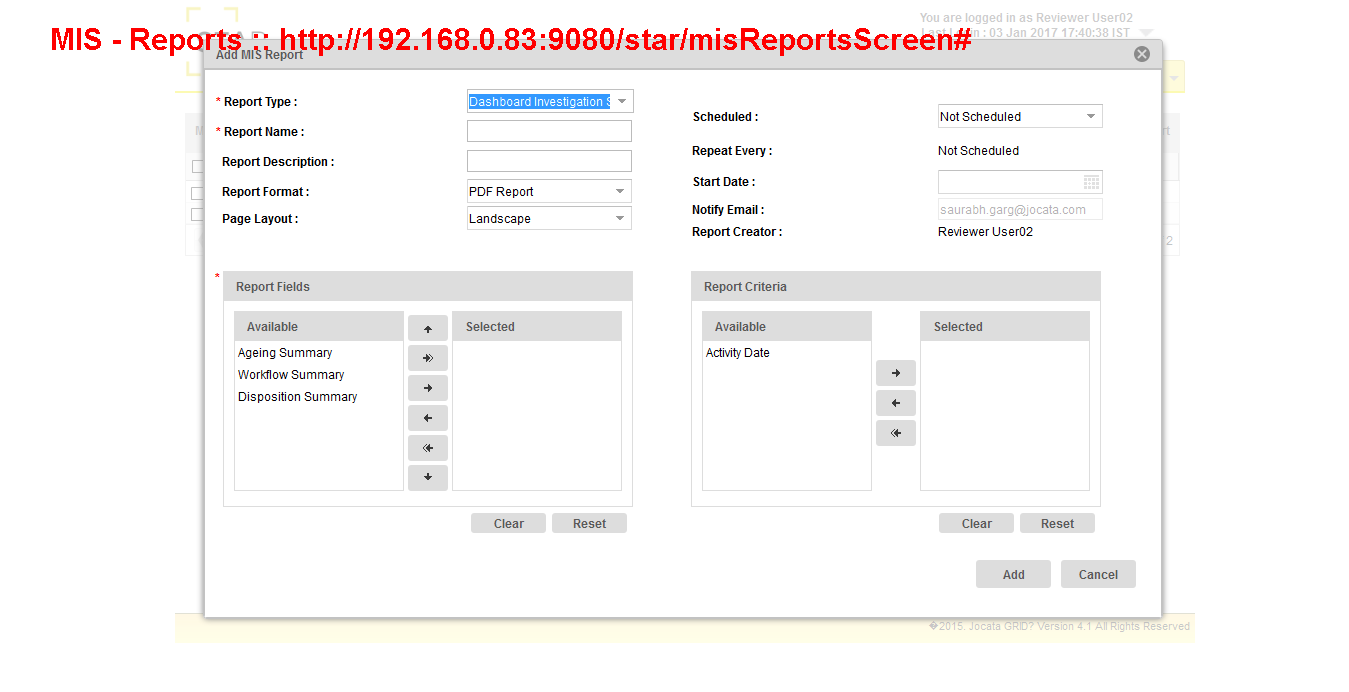 You are logged in as Reviewer User02
MIS - Reports :: http://192.168.0.83:9080/star/misReportsScreen#
: 03 Jan 2017 17:40:38 IST
Add MIS Report
* Report Type :
Dashboard Investigation S
* Report Name :
Report Description :
Report Format :
PDF Report
Page Layout :
Landscape
Scheduled :
Not Scheduled
Repeat Every :
Not Scheduled
Start Date :
Notify Email :
saurabh.garg@jocata.com
Report Creator :
Reviewer User02
*
Report Fields
Available
Selected
Ageing Summary
Workflow Summary
Disposition Summary
Clear
Reset
Report Criteria
Available
Selected
Activity Date
Clear
Reset
Add
Cancel
2
�2015. Jocata GRID? Version 4.1 All Rights Reserved